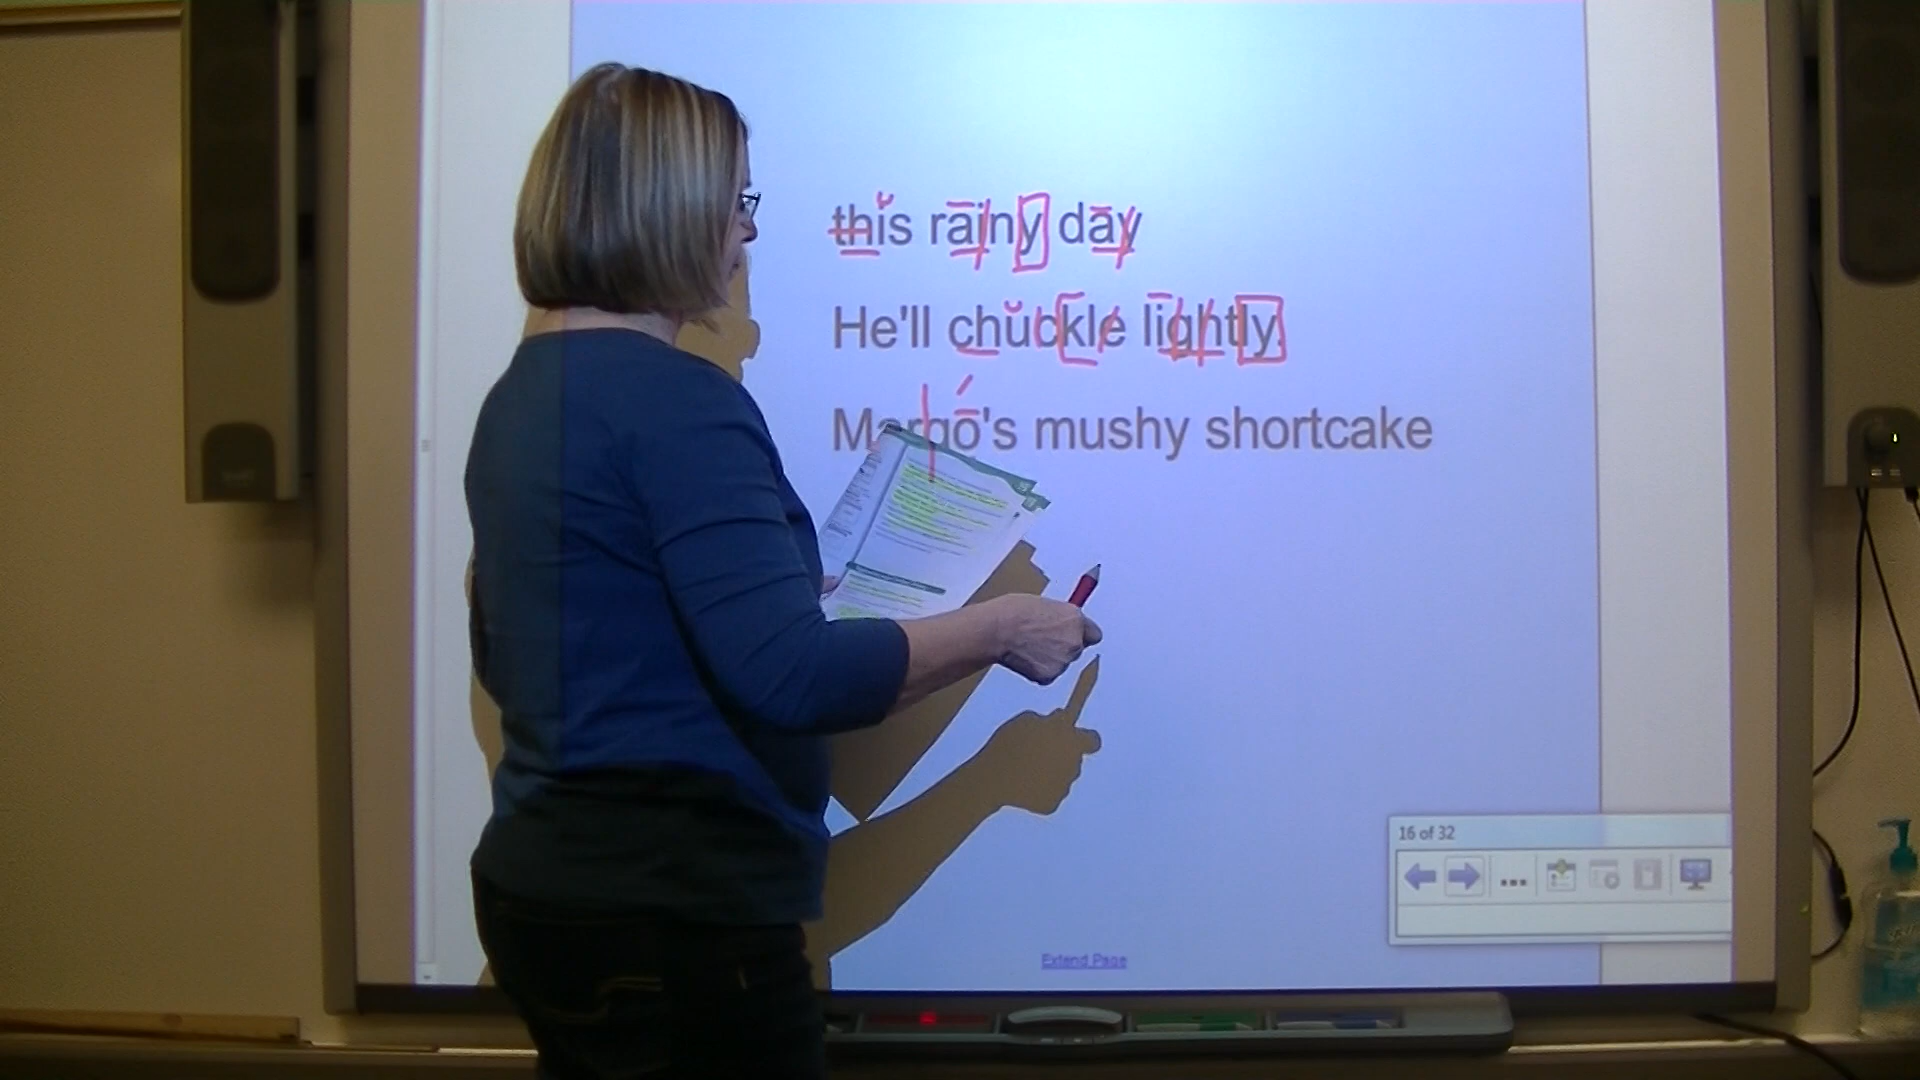 this rainy day
He'll chuckle lightly.
Margo's mushy shortcake
16 of 32
Extend Page